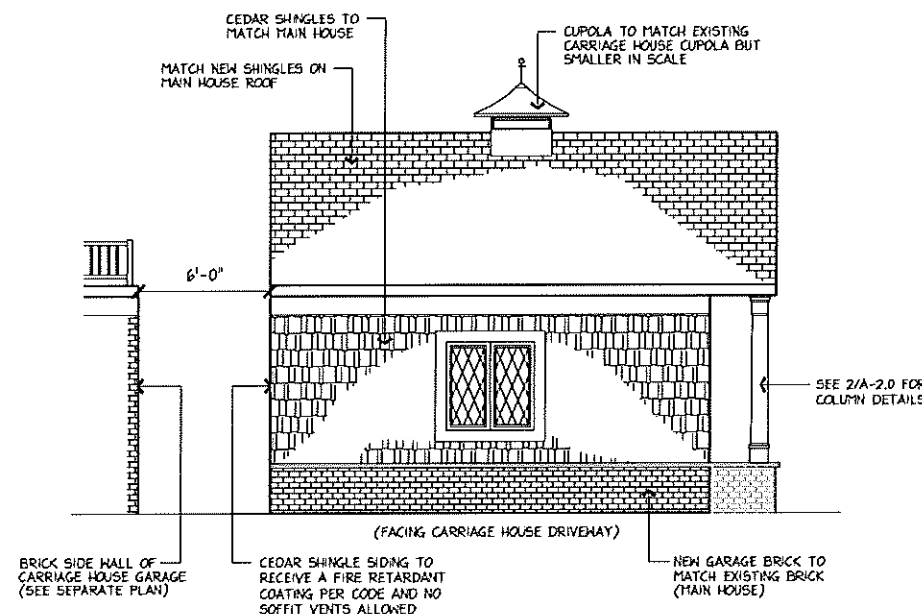 CEDAR SHINGLES TO
MATCH MAIN HOUSE
CUPOLA TO MATCH EXISTING
CARRIAGE HOUSE CUPOLA BUT
SMALLER IN SCALE
MATCH NEW SHINGLES ON
MAIN HOUSE ROOF
6'-0"
SEE 2/A-2.0 FOR
COLUMN DETAILS
(FACING CARRIAGE HOUSE DRIVEWAY)
BRICK SIDE WALL OF
CARRIAGE HOUSE GARAGE
(SEE SEPARATE PLAN)
CEDAR SHINGLE SIDING TO
RECEIVE A FIRE RETARDANT
COATING PER CODE AND NO
SOFFIT VENTS ALLOWED
NEW GARAGE BRICK TO
MATCH EXISTING BRICK
(MAIN HOUSE)